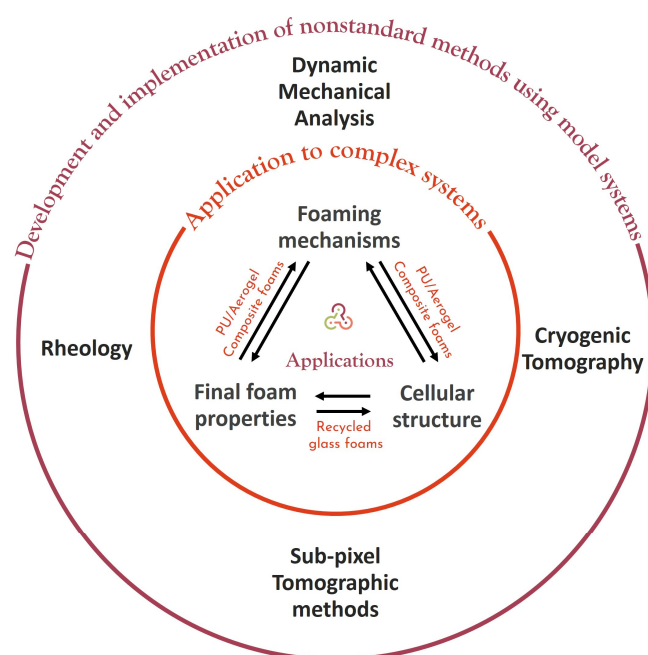 Development and implementation of nonstandard methods using model systems
Dynamic
Mechanical
Analysis
Application to complex systems
Foaming
mechanisms
PU/Aerogel
Composite foams
PU/Aerogel
Composite foams
Rheology
Cryogenic
Tomography
Applications
Final foam
properties
Cellular
structure
Recycled
glass foams
Sub-pixel
Tomographic
methods